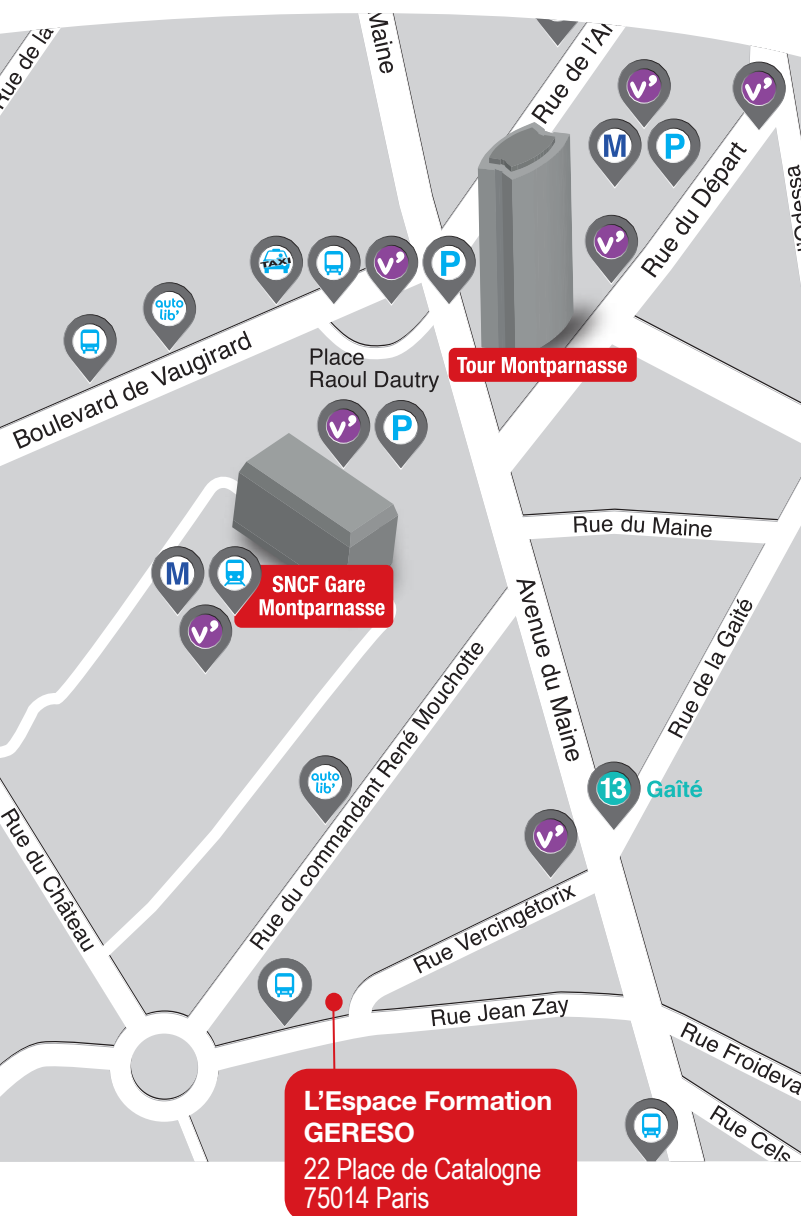 Rue de la
Maine
Rue de l'Ar
v'
v'
M
P
Rue du Départ
d'Odessa
v'
TAXI
v'
P
auto
lib'
Boulevard de Vaugirard
Place
Raoul Dautry
Tour Montparnasse
v'
P
Rue du Maine
M
SNCF Gare
Montparnasse
v'
Avenue du Maine
Rue de la Gaité
Rue du commandant René Mouchotte
auto
lib'
13
Gaîté
Rue du Château
v'
Rue Vercingétorix
Rue Jean Zay
Rue Froideva
Rue Cels
L'Espace Formation
GERESO
22 Place de Catalogne
75014 Paris